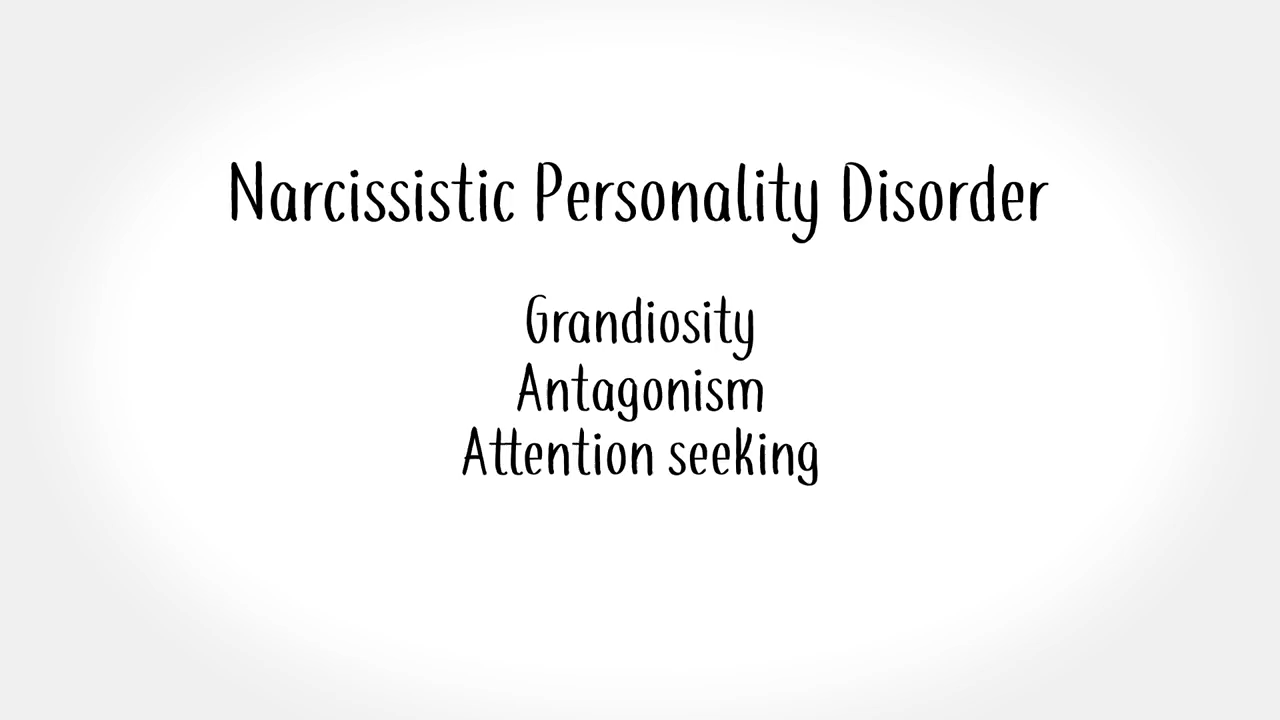 Narcissistic Personality Disorder
Grandiosity
Antagonism
Attention seeking